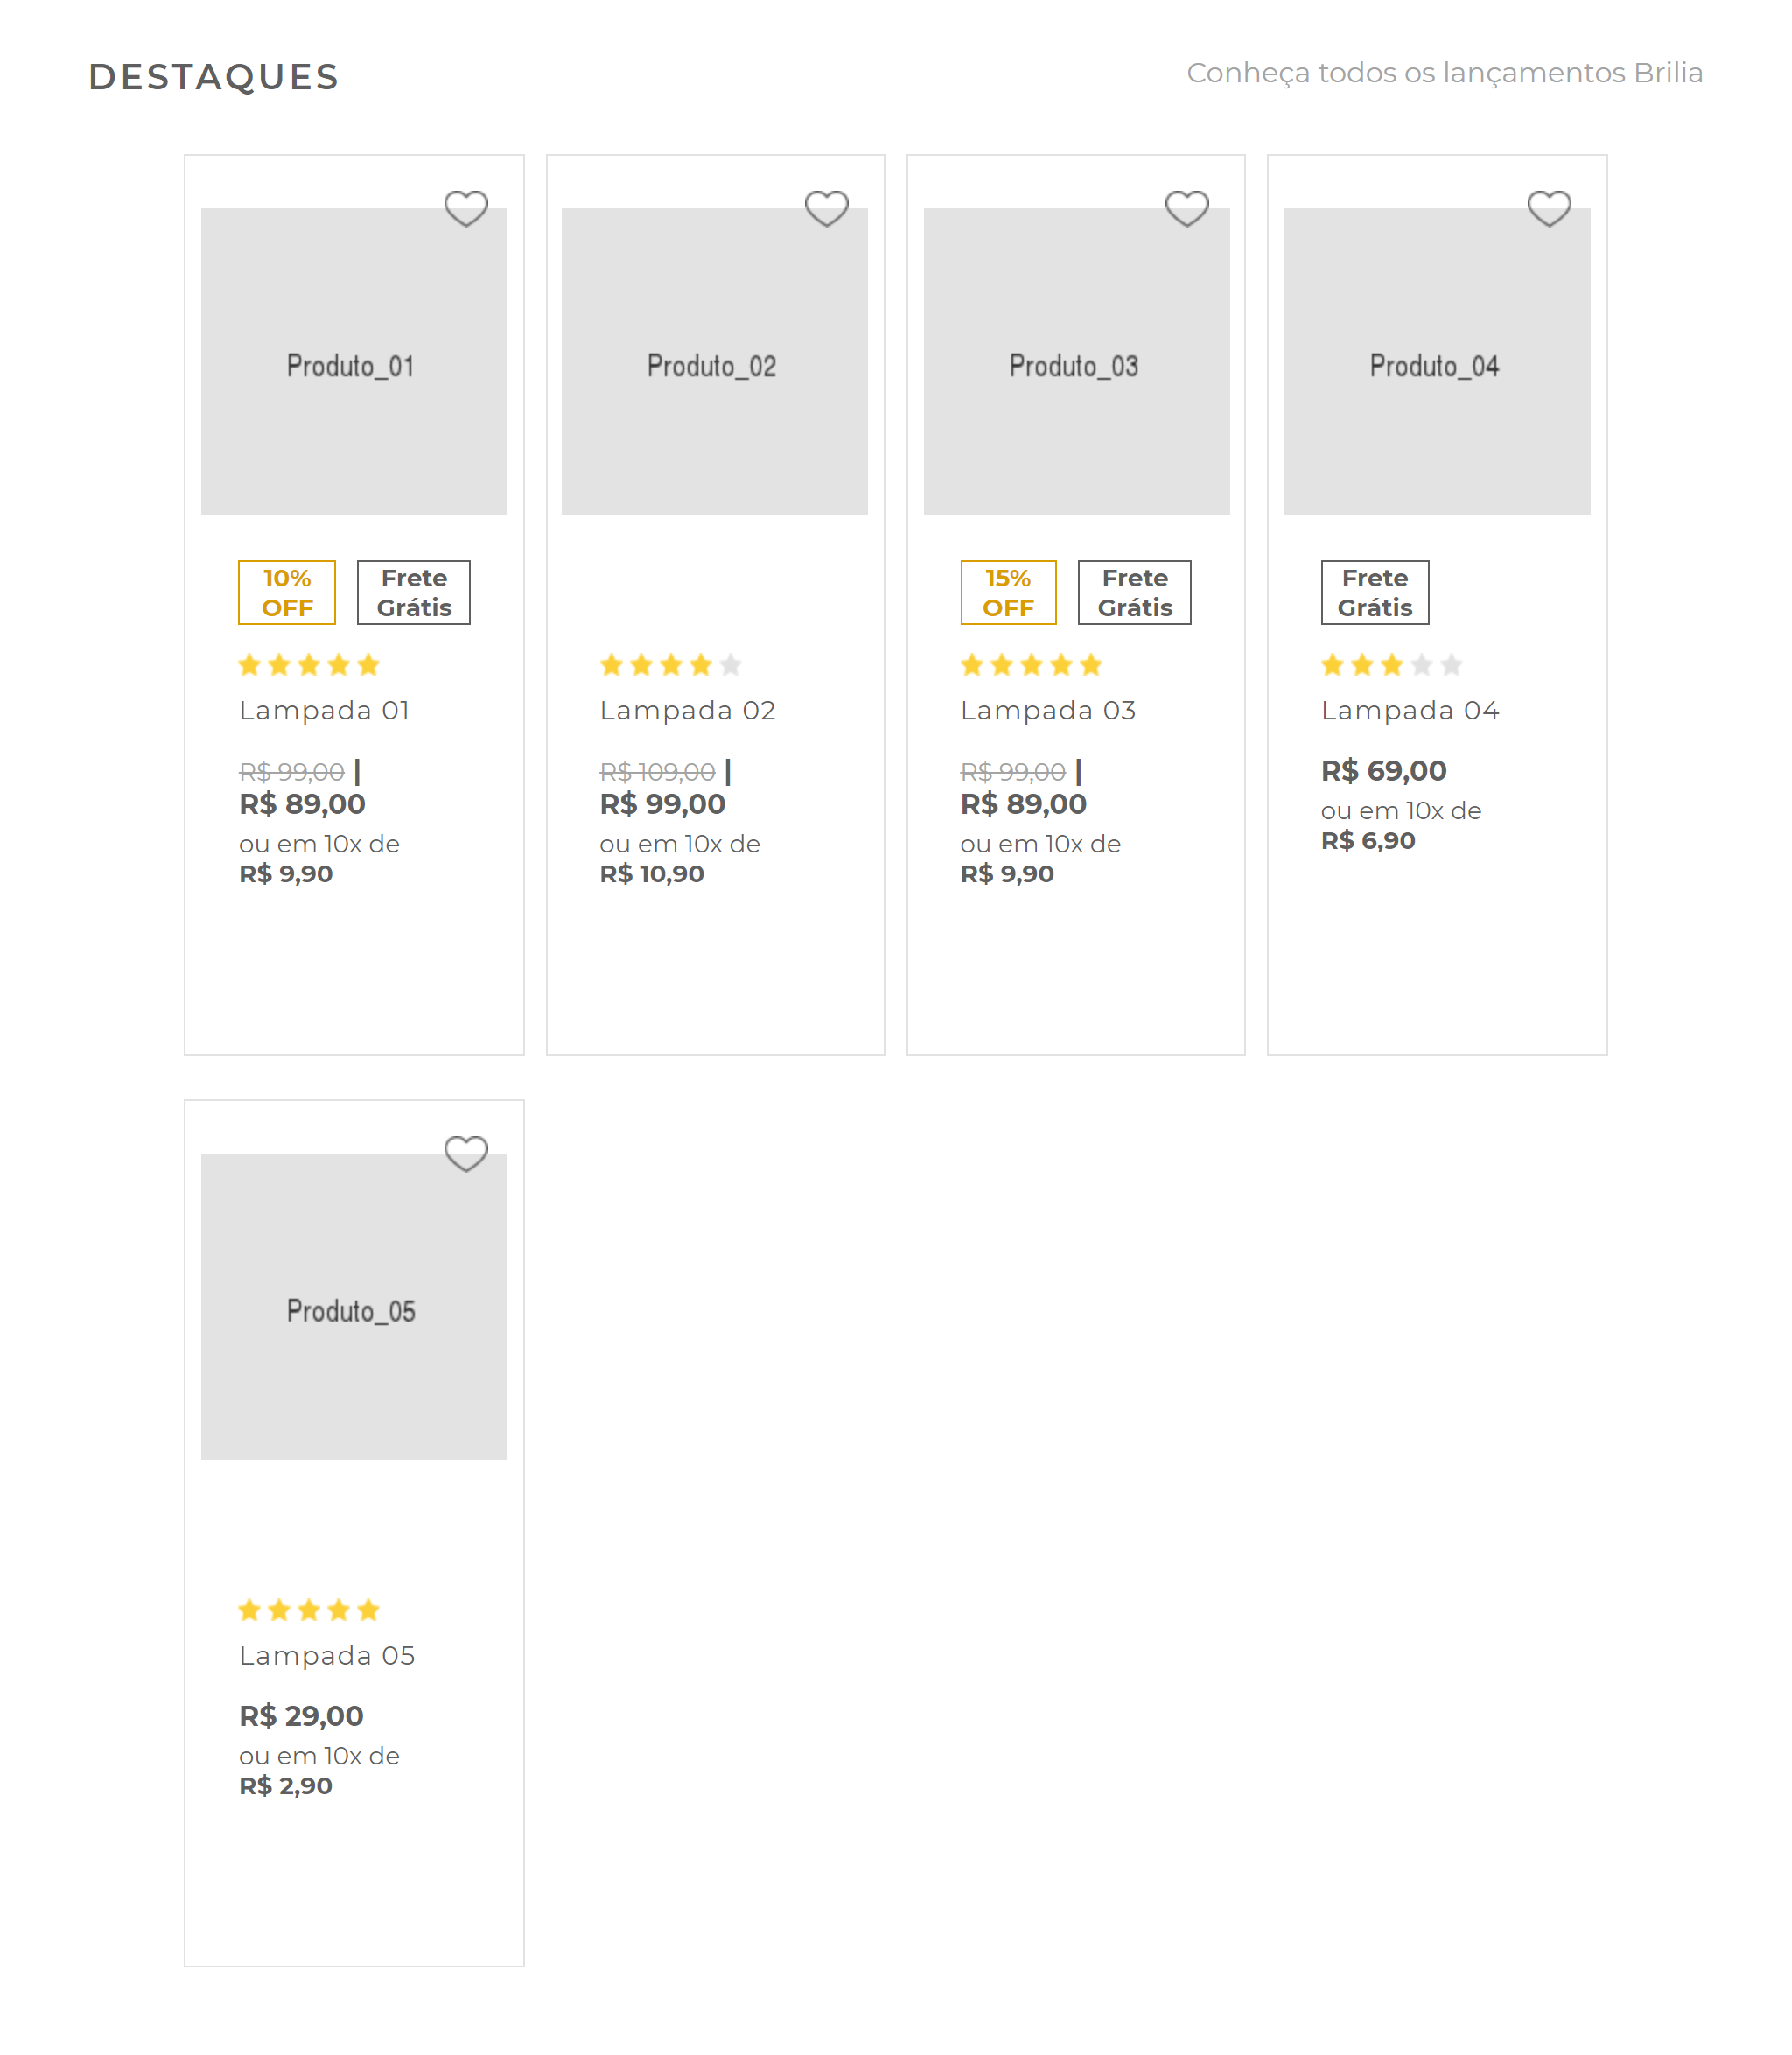 DESTAQUES
Conheça todos os lançamentos Brilia
Produto_01
10%
OFF
Frete
Grátis
Lampada 01
R$ 99,00 |
R$ 89,00
ou em 10x de
R$ 9,90
Produto_02
Lampada 02
R$ 109,00 |
R$ 99,00
ou em 10x de
R$ 10,90
Produto_03
15%
OFF
Frete
Grátis
Lampada 03
R$ 99,00 |
R$ 89,00
ou em 10x de
R$ 9,90
Produto_04
Frete
Grátis
Lampada 04
R$ 69,00
ou em 10x de
R$ 6,90
Produto_05
Lampada 05
R$ 29,00
ou em 10x de
R$ 2,90